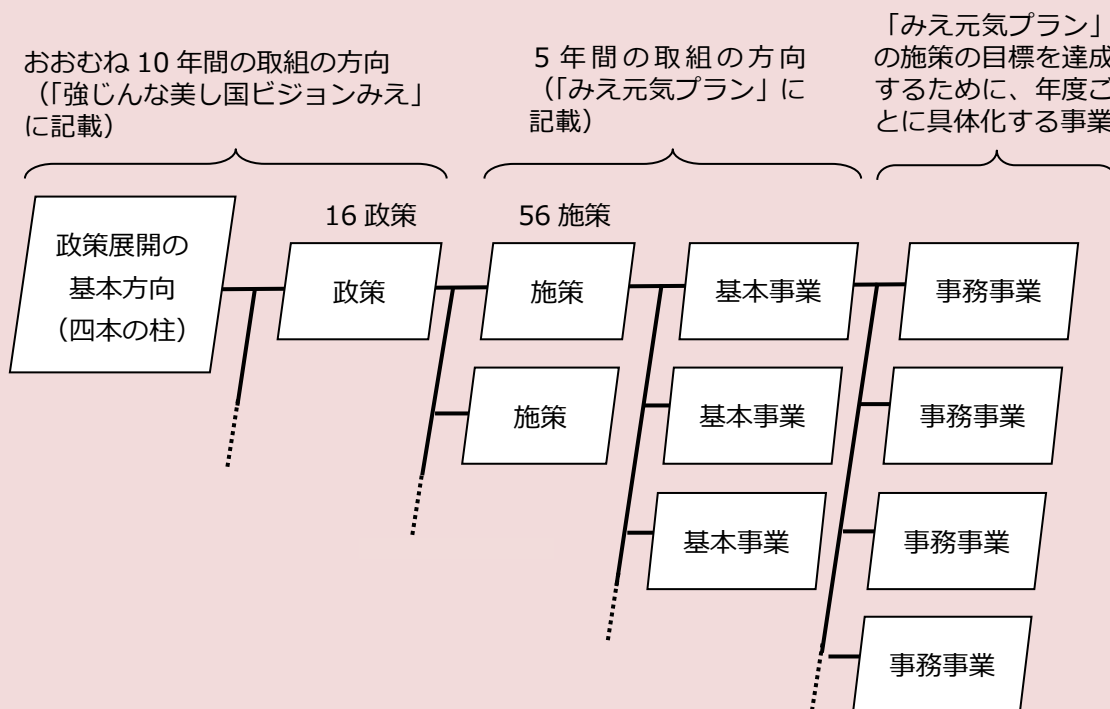 おおむね 10 年間の取組の方向
（「強じんな美し国ビジョンみえ」
に記載）
5 年間の取組の方向
（「みえ元気プラン」に
記載）
「みえ元気プラン」
の施策の目標を達成
するために、年度ご
とに具体化する事業
16 政策
56 施策
政策展開の
基本方向
（四本の柱）
政策
施策
基本事業
事務事業
施策
基本事業
事務事業
基本事業
事務事業
事務事業